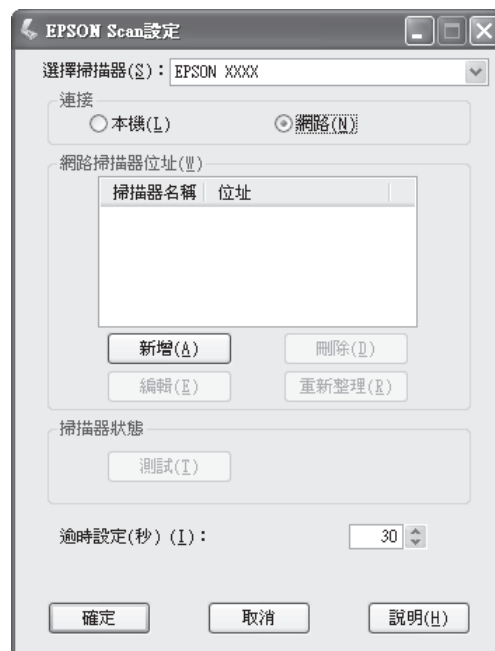 EPSON Scan設定
選擇掃描器(S)：EPSON XXXX
連接
本機(L) 網路(N)
網路掃描器位址(W)
掃描器名稱 位址
新增(A) 刪除(D)
編輯(E) 重新整理(R)
掃描器狀態
測試(T)
逾時設定(秒) (I)： 30
確定 取消 說明(H)